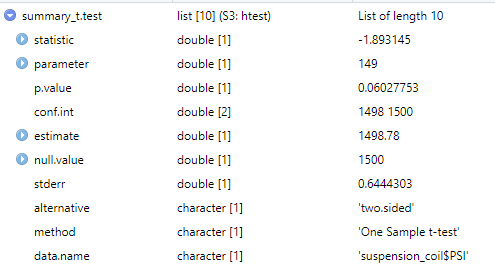 summary_t.test list [10] (S3: htest) List of length 10
statistic double [1] -1.893145
parameter double [1] 149
p.value double [1] 0.06027753
conf.int double [2] 1498 1500
estimate double [1] 1498.78
null.value double [1] 1500
stderr double [1] 0.6444303
alternative character [1] 'two.sided'
method character [1] 'One Sample t-test'
data.name character [1] 'suspension_coil$PSI'